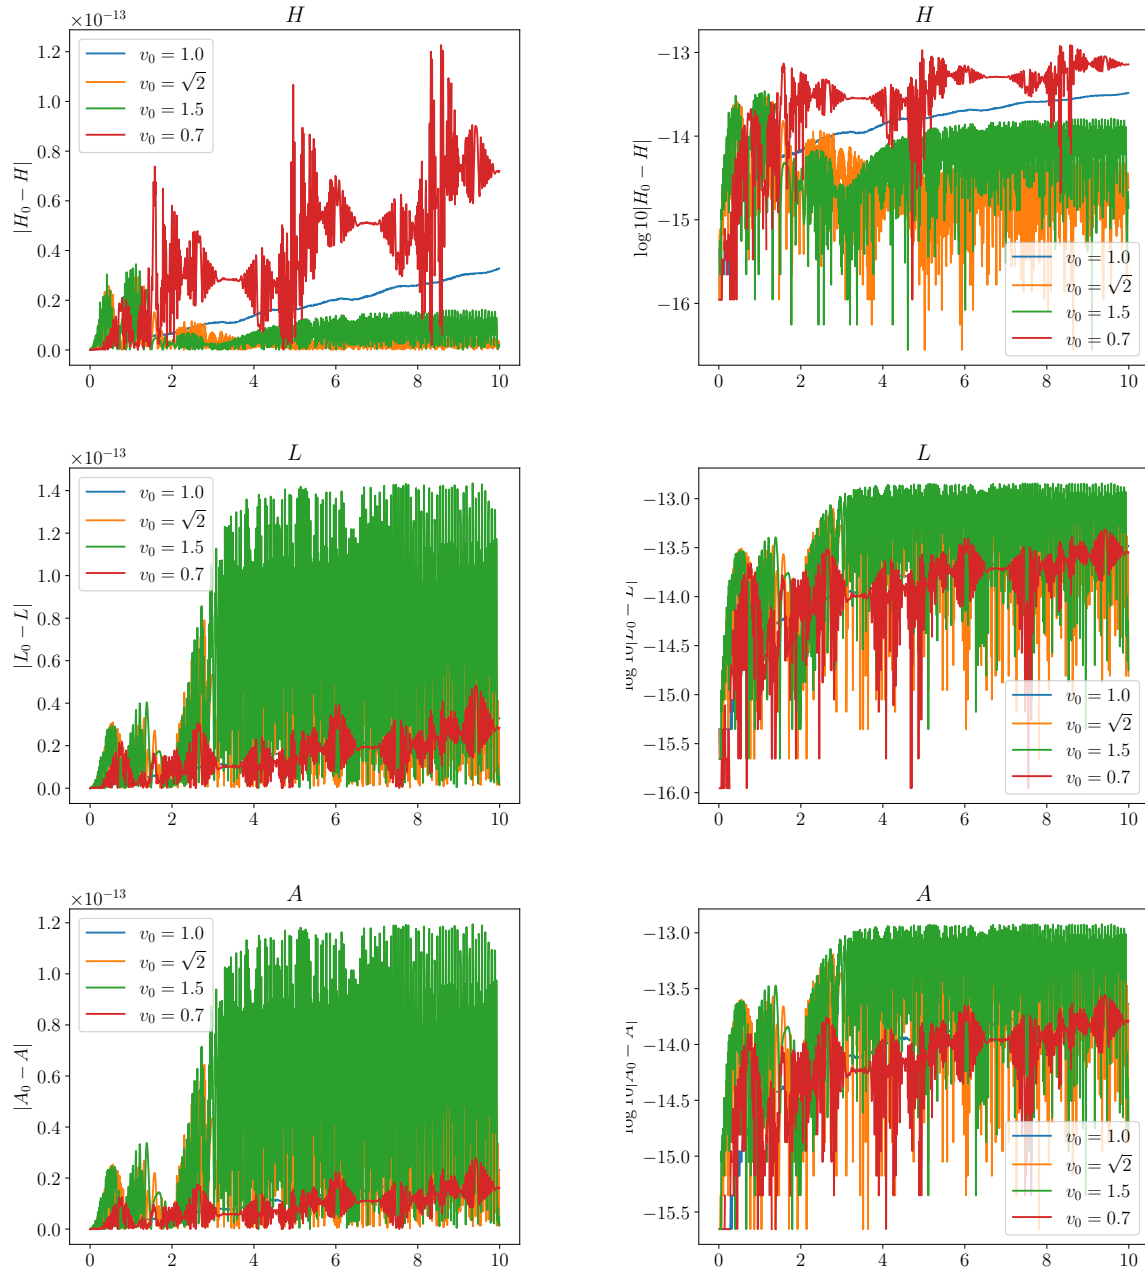 H
×10⁻¹³
|H₀ − H|
1.2
1.0
0.8
0.6
0.4
0.2
0.0
v₀ = 1.0
v₀ = √2
v₀ = 1.5
v₀ = 0.7
0 2 4 6 8 10
H
log 10|H₀ − H|
−13
−14
−15
−16
v₀ = 1.0
v₀ = √2
v₀ = 1.5
v₀ = 0.7
0 2 4 6 8 10
L
×10⁻¹³
|L₀ − L|
1.4
1.2
1.0
0.8
0.6
0.4
0.2
0.0
v₀ = 1.0
v₀ = √2
v₀ = 1.5
v₀ = 0.7
0 2 4 6 8 10
L
log 10|L₀ − L|
−13.0
−13.5
−14.0
−14.5
−15.0
−15.5
−16.0
v₀ = 1.0
v₀ = √2
v₀ = 1.5
v₀ = 0.7
0 2 4 6 8 10
A
×10⁻¹³
|A₀ − A|
1.2
1.0
0.8
0.6
0.4
0.2
0.0
v₀ = 1.0
v₀ = √2
v₀ = 1.5
v₀ = 0.7
0 2 4 6 8 10
A
log 10|A₀ − A|
−13.0
−13.5
−14.0
−14.5
−15.0
−15.5
v₀ = 1.0
v₀ = √2
v₀ = 1.5
v₀ = 0.7
0 2 4 6 8 10